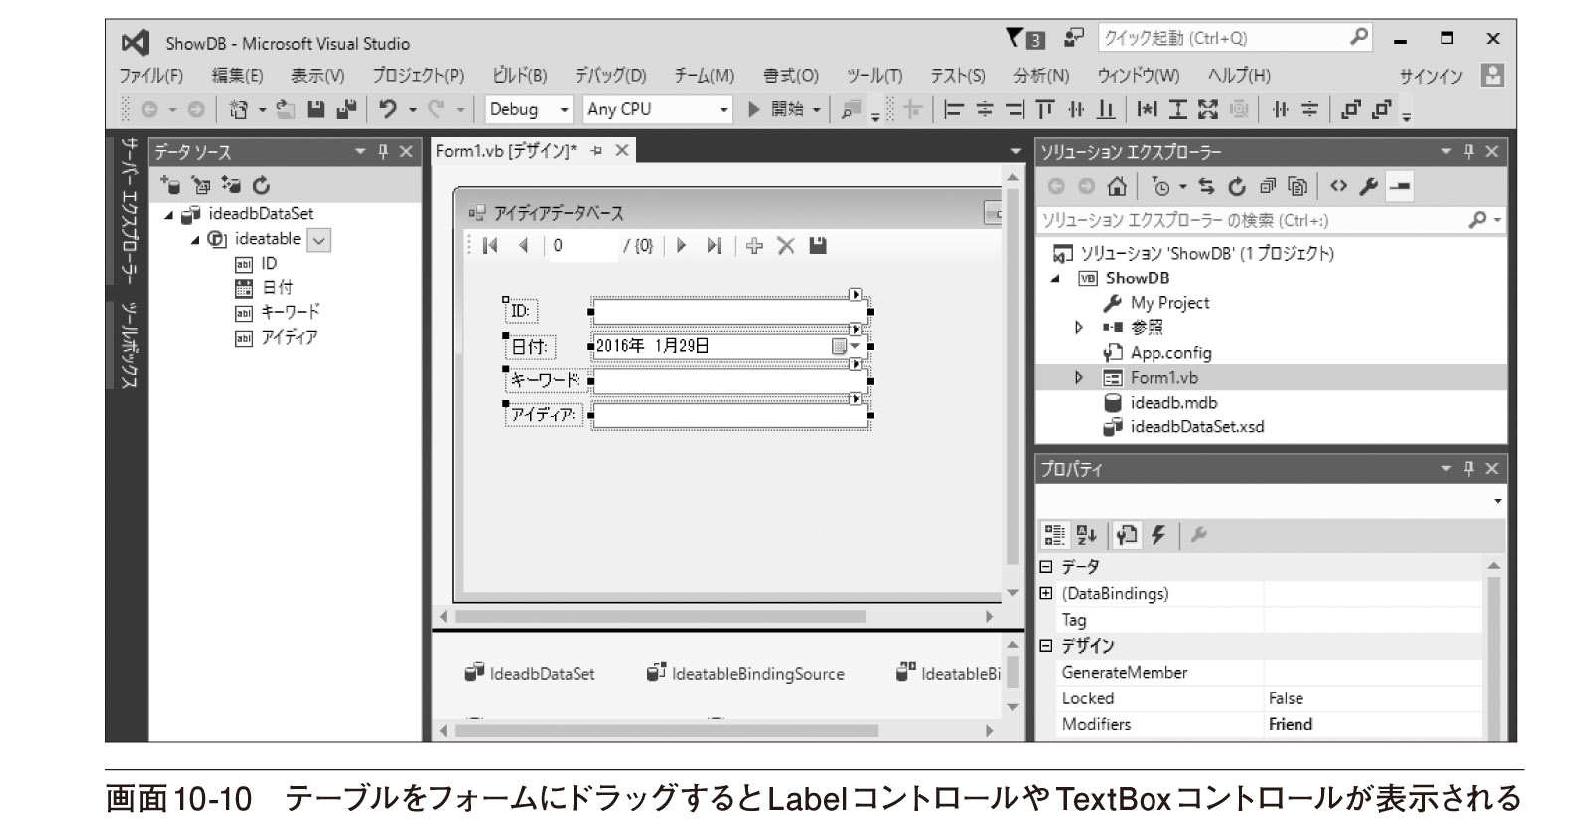 ShowDB - Microsoft Visual Studio
3
クイック起動 (Ctrl+Q)
ファイル(F) 編集(E) 表示(V) プロジェクト(P) ビルド(B) デバッグ(D) チーム(M) 書式(O) ツール(T) テスト(S) 分析(N) ウィンドウ(W) ヘルプ(H) サインイン
Debug Any CPU 開始
サーバー エクスプローラー
ツールボックス
データ ソース
ideadbDataSet
ideatable
ID
日付
キーワード
アイディア
Form1.vb [デザイン]*
アイディアデータベース
0 / {0}
ID:
日付: 2016年 1月29日
キーワード
アイディア:
IdeadbDataSet IdeatableBindingSource IdeatableBi
ソリューション エクスプローラー
ソリューション エクスプローラー の検索 (Ctrl+:)
ソリューション 'ShowDB' (1 プロジェクト)
VB ShowDB
My Project
参照
App.config
Form1.vb
ideadb.mdb
ideadbDataSet.xsd
プロパティ
データ
(DataBindings)
Tag
デザイン
GenerateMember
Locked False
Modifiers Friend
画面10-10 テーブルをフォームにドラッグするとLabelコントロールやTextBoxコントロールが表示される